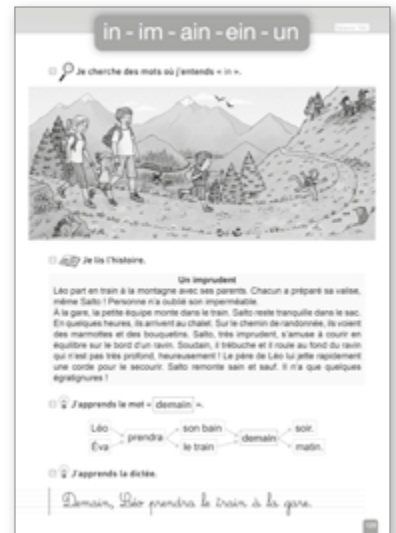 in - im - ain - ein - un
Je cherche des mots où j'entends « in ».
Je lis l'histoire.
Un imprudent
Léo part en train à la montagne avec ses parents. Chacun a préparé sa valise,
même Salto ! Personne n'a oublié son imperméable.
À la gare, la petite équipe monte dans le train. Salto reste tranquille dans le sac.
En quelques heures, ils arrivent au chalet. Sur le chemin de randonnée, ils voient
des marmottes et des bouquetins. Salto, très imprudent, s'amuse à courir en
équilibre sur le bord d'un ravin. Soudain, il trébuche et il roule au fond du ravin
qui n'est pas très profond, heureusement ! Le père de Léo lui jette rapidement
une corde pour le secourir. Salto remonte sain et sauf. Il n'a que quelques
égratignures !
J'apprends le mot « demain ».
Léo son bain soir.
prendra demain
Éva le train matin.
J'apprends la dictée.
Demain, Léo prendra le train à la gare.